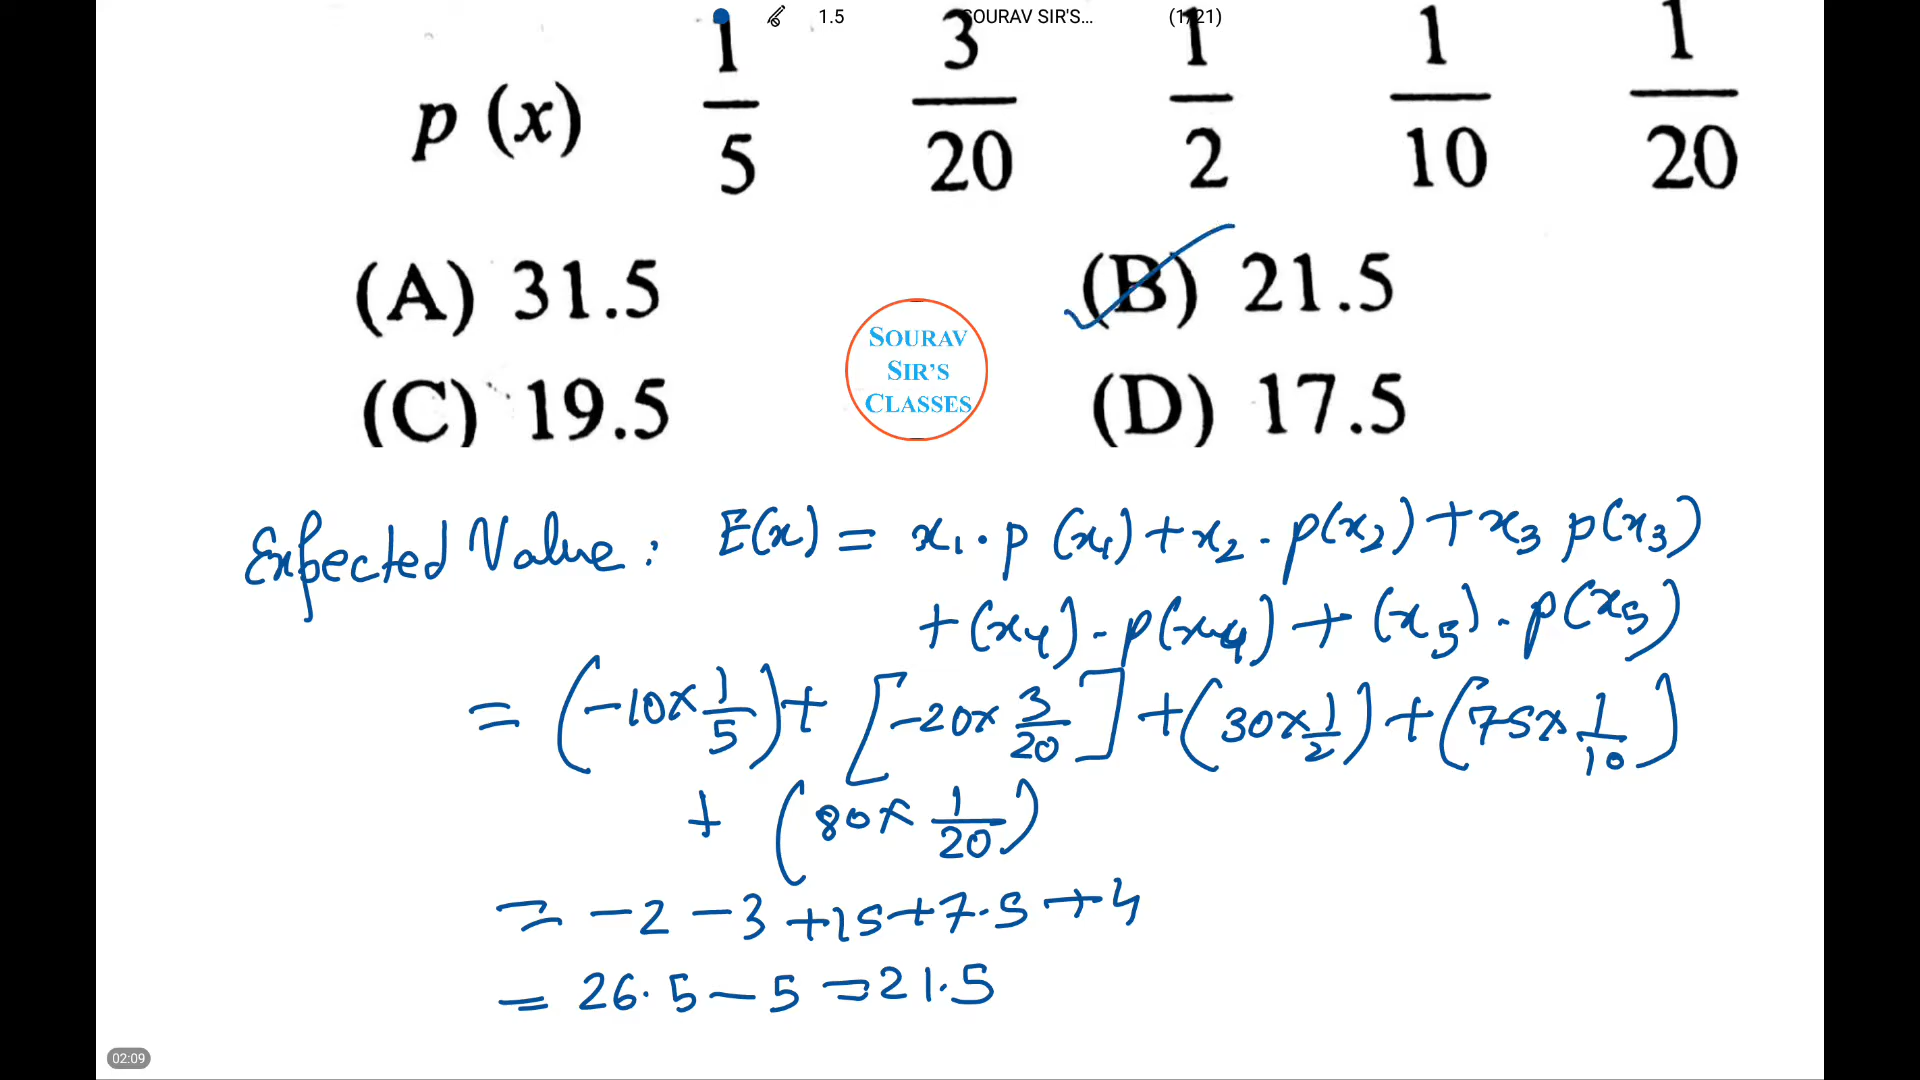 1.5 SOURAV SIR'S... (1/21)
p (x) 1/5 3/20 1/2 1/10 1/20
(A) 31.5 (B) 21.5
SOURAV
SIR'S
CLASSES
(C) 19.5 (D) 17.5
Expected Value : E(x) = x₁ . p (x₁) + x₂ . p(x₂) + x₃ p(x₃)
+ (x₄) . p(x₄) + (x₅) . p(x₅)
= (-10 × 1/5) + [-20 × 3/20] + (30 × 1/2) + (75 × 1/10)
+ (80 × 1/20)
= -2 -3 +15 +7.5 +4
= 26.5 - 5 = 21.5
02:09